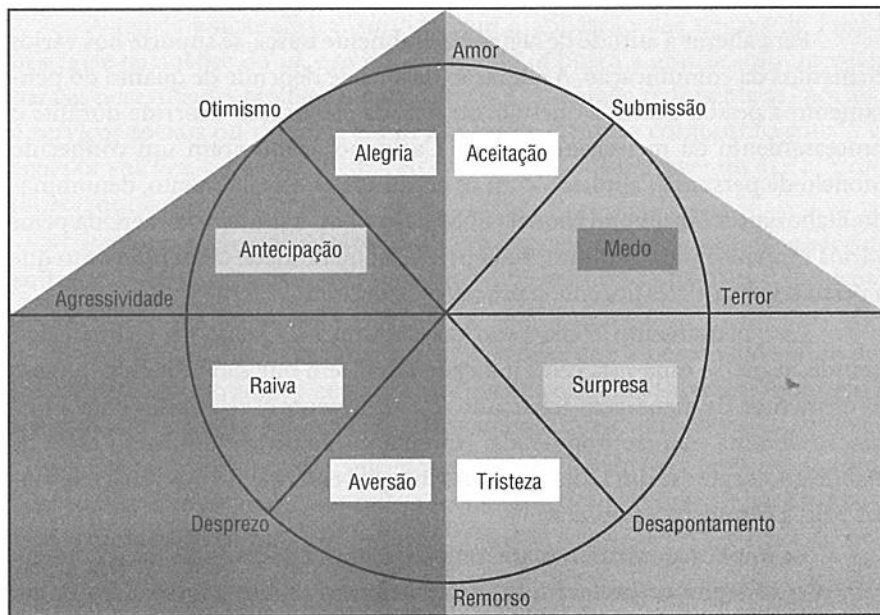 Amor
Otimismo
Submissão
Alegria
Aceitação
Antecipação
Medo
Agressividade
Terror
Raiva
Surpresa
Aversão
Tristeza
Desprezo
Desapontamento
Remorso